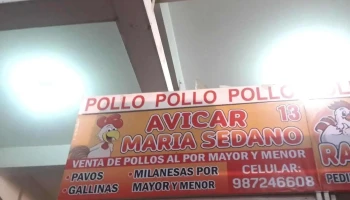 POLLO POLLO POLLO
AVICAR 13
MARIA SEDANO
VENTA DE POLLOS AL POR MAYOR Y MENOR
• PAVOS
• GALLINAS
• MILANESAS POR
MAYOR Y MENOR
CELULAR:
987246608
RA
PEDI